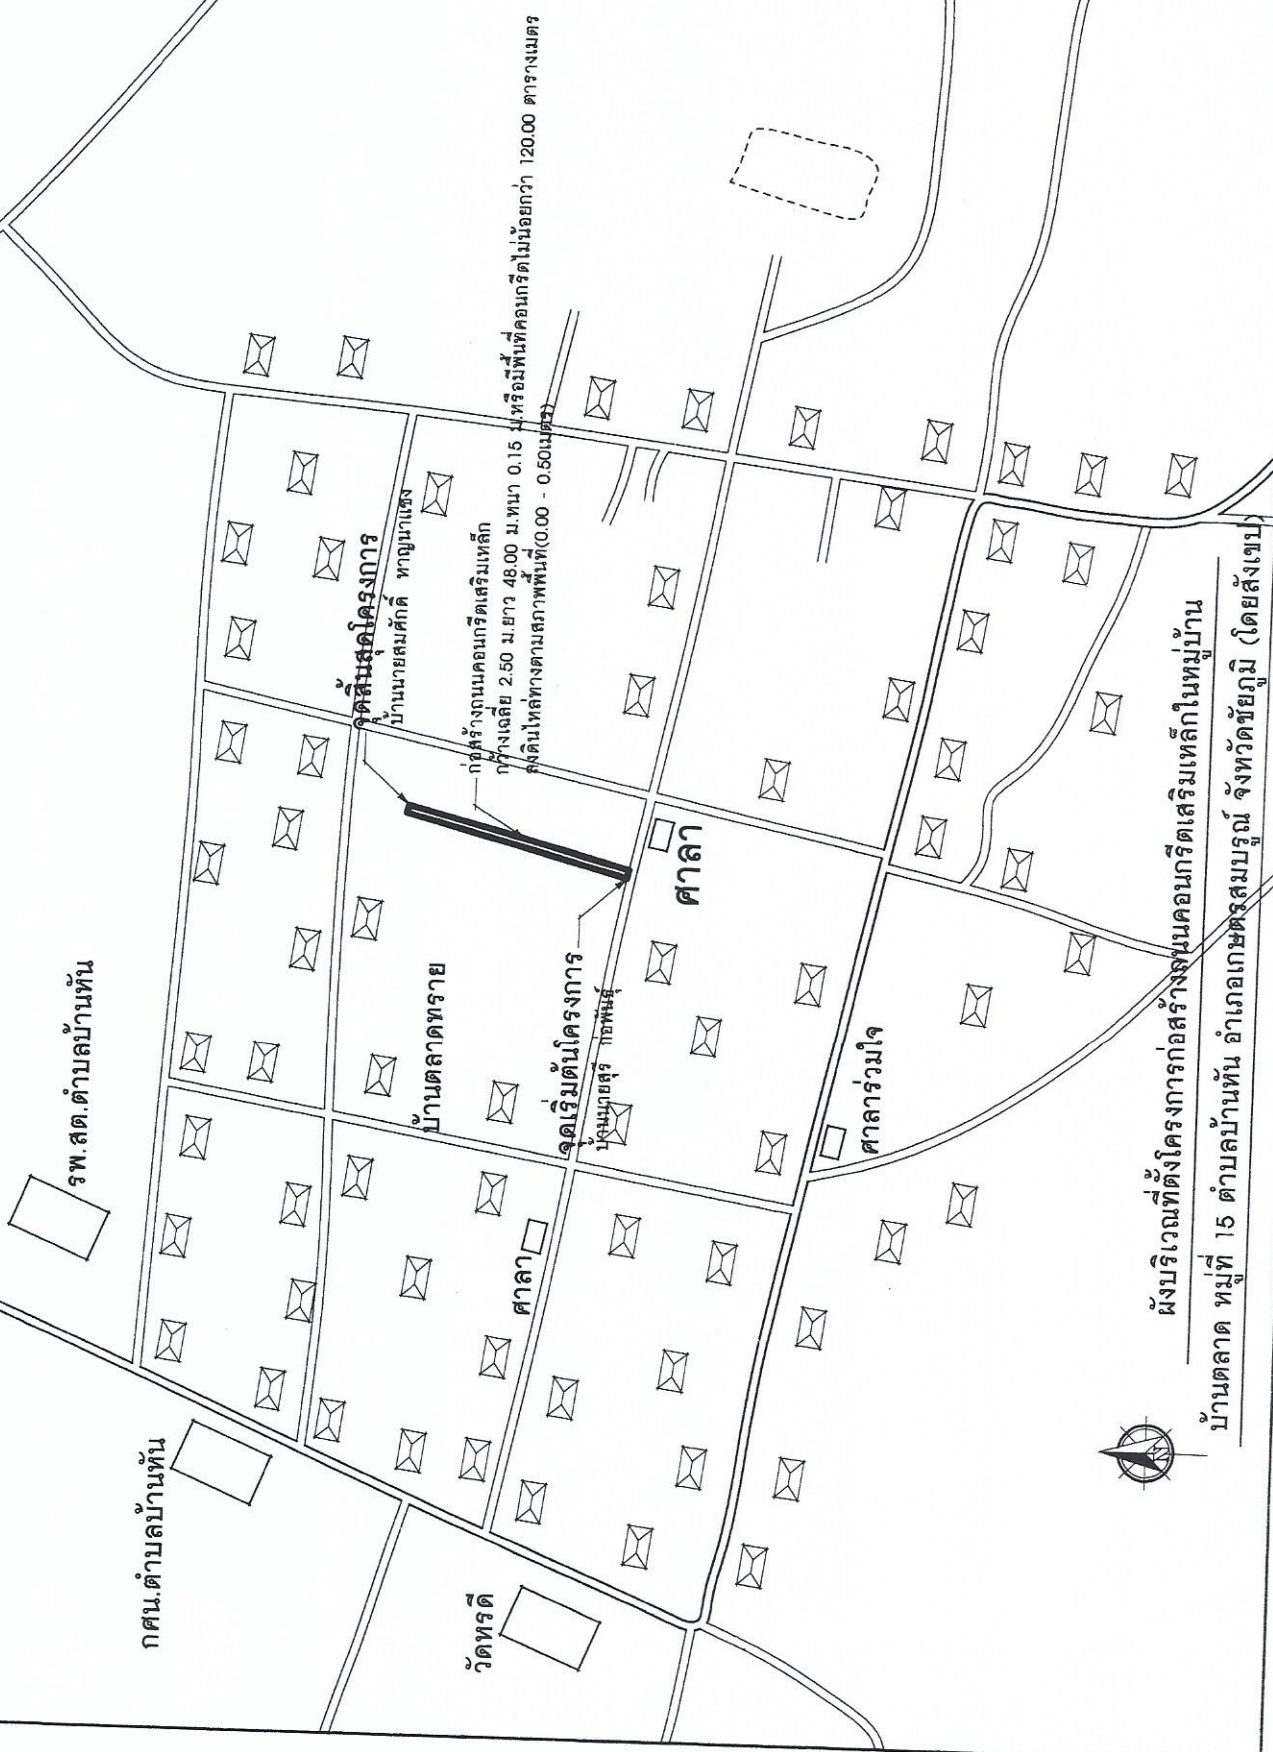 รพ.สต.ตำบลบ้านหัน
กศน.ตำบลบ้านหัน
วัดทรดี
จุดสิ้นสุดโครงการ
บ้านนายสมศักดิ์ หาญนาแซง
ก่อสร้างถนนคอนกรีตเสริมเหล็ก
กว้างเฉลี่ย 2.50 ม.ยาว 48.00 ม.หนา 0.15 ม.หรือมีพื้นที่คอนกรีตไม่น้อยกว่า 120.00 ตารางเมตร
ลงดินไหล่ทางตามสภาพพื้นที่(0.00 - 0.50เมตร)
บ้านตลาดทราย
จุดเริ่มต้นโครงการ
บ้านนายสุริ ก่อพันธุ์
ศาลา
ศาลา
ศาลาร่วมใจ
ผังบริเวณที่ตั้งโครงการก่อสร้างถนนคอนกรีตเสริมเหล็กในหมู่บ้าน
บ้านตลาด หมู่ที่ 15 ตำบลบ้านหัน อำเภอเกษตรสมบรูณ์ จังหวัดชัยภูมิ (โดยสังเขป)